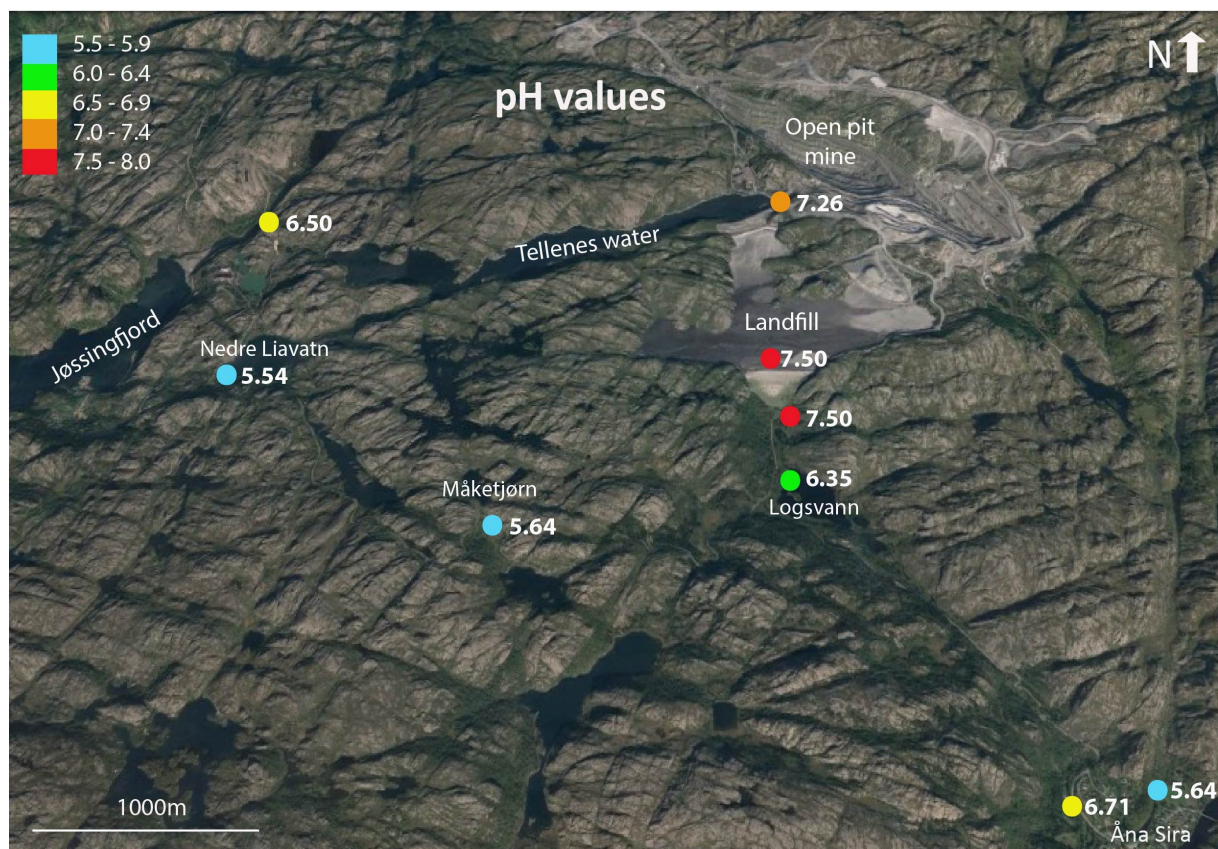 5.5 - 5.9
6.0 - 6.4
6.5 - 6.9
7.0 - 7.4
7.5 - 8.0
N
pH values
Open pit
mine
7.26
6.50
Tellenes water
Jøssingfjord
Landfill
7.50
Nedre Liavatn
5.54
7.50
6.35
Logsvann
Måketjørn
5.64
1000m
5.64
6.71
Åna Sira